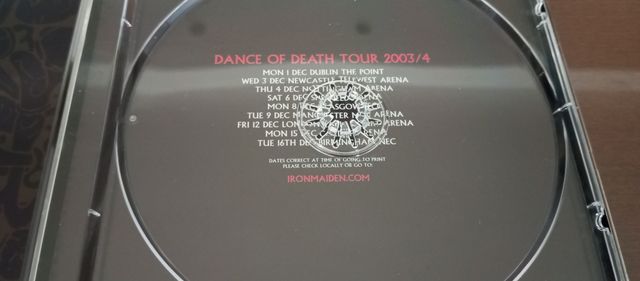 DANCE OF DEATH TOUR 2003/4
MON 1 DEC DUBLIN THE POINT
WED 3 DEC NEWCASTLE TELEWEST ARENA
THU 4 DEC NOTTINGHAM ARENA
SAT 6 DEC ARENA
MON 8 GLASGOW
TUE 9 DEC MANCHESTER ARENA
FRI 12 DEC LONDON ARENA
MON 15 ARENA
TUE 16TH DEC BIRMINGHAM, NEC
DATES CORRECT AT TIME OF GOING TO PRINT
PLEASE CHECK LOCALLY OR GO TO:
IRONMAIDEN.COM